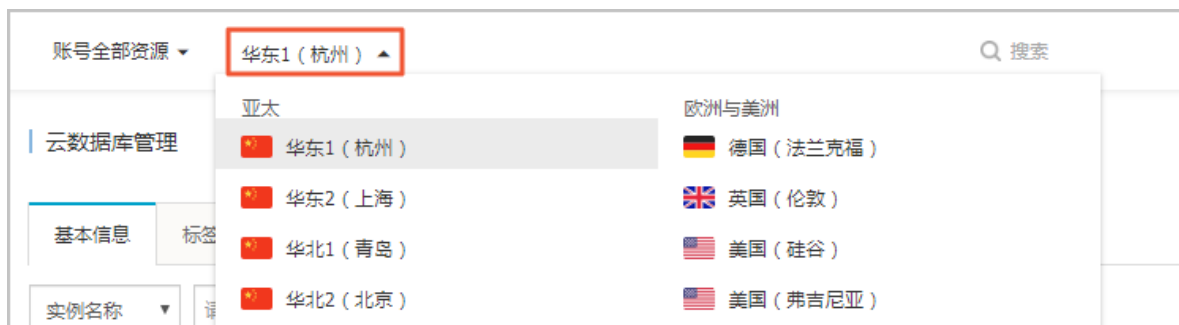 账号全部资源
华东1（杭州）
搜索
亚太
欧洲与美洲
云数据库管理
华东1（杭州）
德国（法兰克福）
华东2（上海）
英国（伦敦）
基本信息
标签
华北1（青岛）
美国（硅谷）
实例名称
请
华北2（北京）
美国（弗吉尼亚）